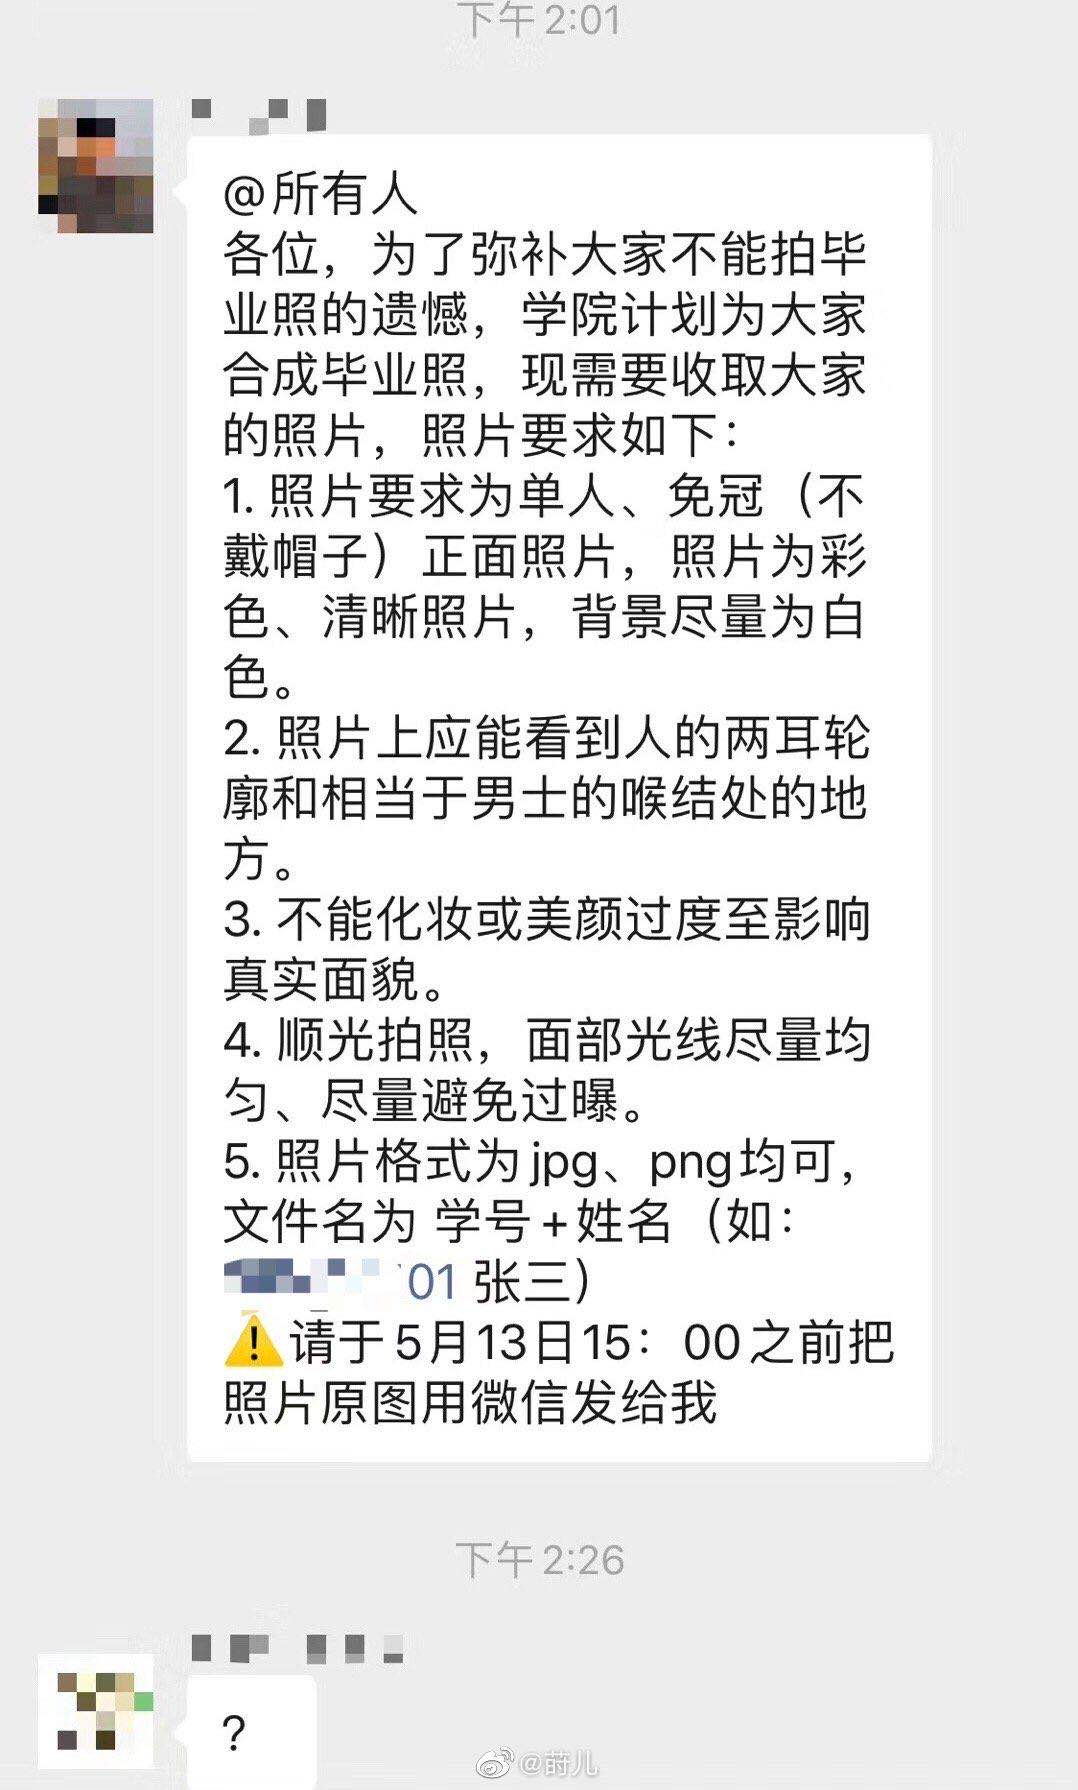 下午 2:01
@所有人
各位，为了弥补大家不能拍毕
业照的遗憾，学院计划为大家
合成毕业照，现需要收取大家
的照片，照片要求如下：
1. 照片要求为单人、免冠（不
戴帽子）正面照片，照片为彩
色、清晰照片，背景尽量为白
色。
2. 照片上应能看到人的两耳轮
廓和相当于男士的喉结处的地
方。
3. 不能化妆或美颜过度至影响
真实面貌。
4. 顺光拍照，面部光线尽量均
匀、尽量避免过曝。
5. 照片格式为jpg、png均可，
文件名为 学号+姓名（如：
01 张三）
⚠️请于5月13日15：00之前把
照片原图用微信发给我
下午 2:26
?
@莳儿